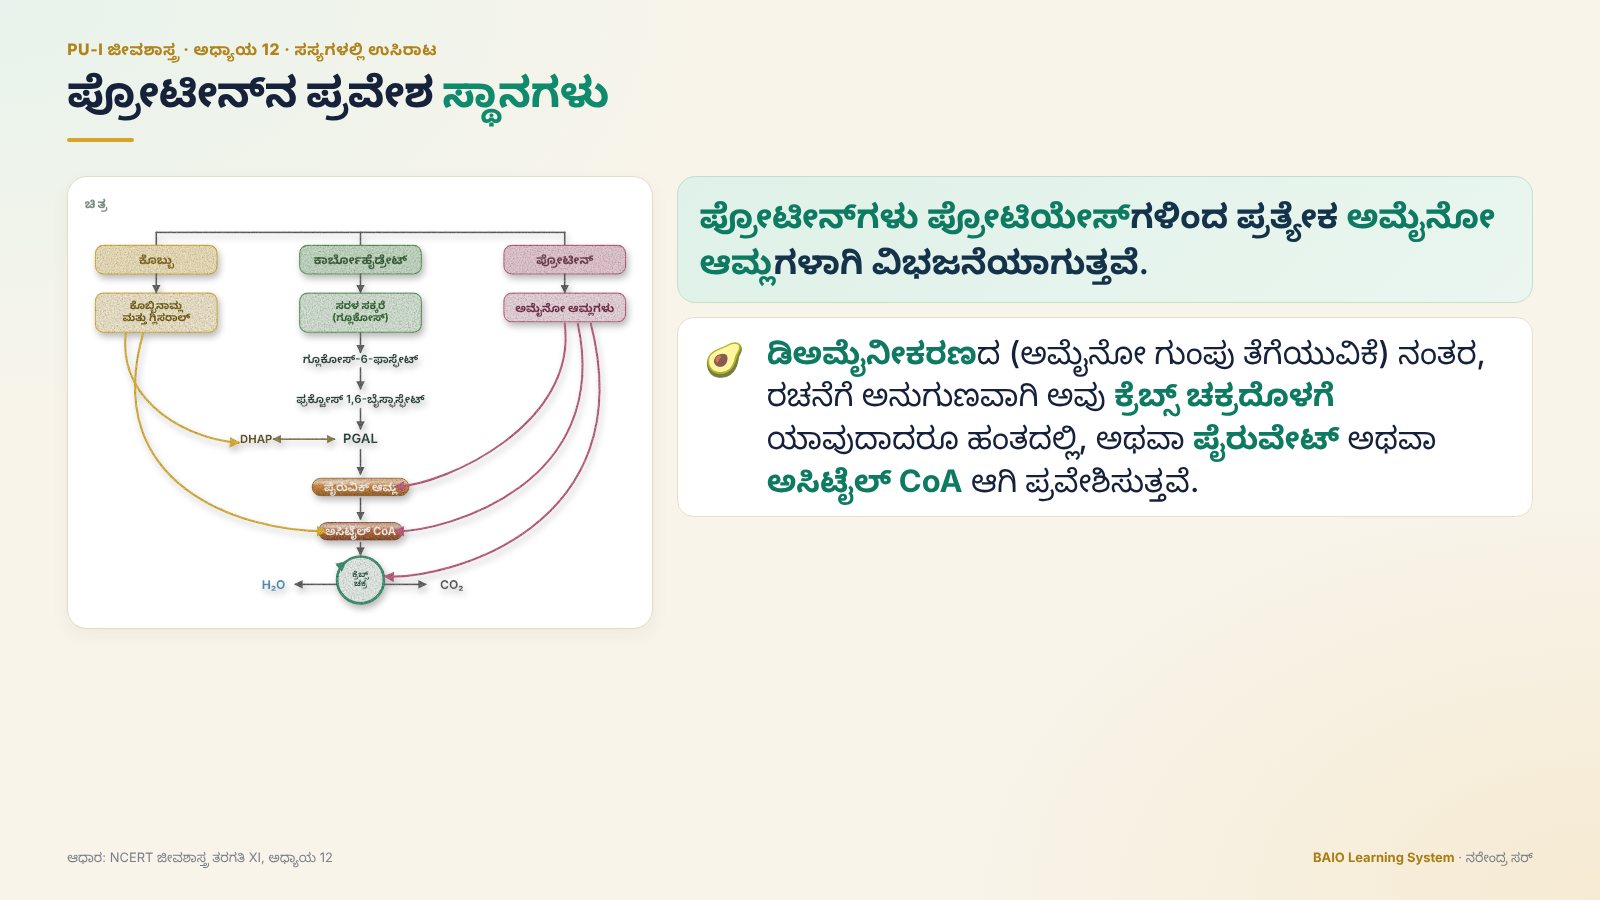 PU-I ಜೀವಶಾಸ್ತ್ರ · ಅಧ್ಯಾಯ 12 · ಸಸ್ಯಗಳಲ್ಲಿ ಉಸಿರಾಟ
ಪ್ರೋಟೀನ್‌ನ ಪ್ರವೇಶ ಸ್ಥಾನಗಳು
ಚಿತ್ರ
ಕೊಬ್ಬು
ಕಾರ್ಬೋಹೈಡ್ರೇಟ್
ಪ್ರೋಟೀನ್
ಕೊಬ್ಬಿನಾಮ್ಲ
ಮತ್ತು ಗ್ಲಿಸರಾಲ್
ಸರಳ ಸಕ್ಕರೆ
(ಗ್ಲೂಕೋಸ್)
ಅಮೈನೋ ಆಮ್ಲಗಳು
ಗ್ಲೂಕೋಸ್-6-ಫಾಸ್ಫೇಟ್
ಫ್ರಕ್ಟೋಸ್ 1,6-ಬೈಸ್ಫಾಸ್ಫೇಟ್
DHAP
PGAL
ಪೈರುವಿಕ್ ಆಮ್ಲ
ಅಸಿಟೈಲ್ CoA
ಕ್ರೆಬ್ಸ್
ಚಕ್ರ
H₂O
CO₂
ಪ್ರೋಟೀನ್‌ಗಳು ಪ್ರೋಟಿಯೇಸ್‌ಗಳಿಂದ ಪ್ರತ್ಯೇಕ ಅಮೈನೋ
ಆಮ್ಲಗಳಾಗಿ ವಿಭಜನೆಯಾಗುತ್ತವೆ.
ಡಿಅಮೈನೀಕರಣದ (ಅಮೈನೋ ಗುಂಪು ತೆಗೆಯುವಿಕೆ) ನಂತರ,
ರಚನೆಗೆ ಅನುಗುಣವಾಗಿ ಅವು ಕ್ರೆಬ್ಸ್ ಚಕ್ರದೊಳಗೆ
ಯಾವುದಾದರೂ ಹಂತದಲ್ಲಿ, ಅಥವಾ ಪೈರುವೇಟ್ ಅಥವಾ
ಅಸಿಟೈಲ್ CoA ಆಗಿ ಪ್ರವೇಶಿಸುತ್ತವೆ.
ಆಧಾರ: NCERT ಜೀವಶಾಸ್ತ್ರ ತರಗತಿ XI, ಅಧ್ಯಾಯ 12
BAIO Learning System · ನರೇಂದ್ರ ಸರ್